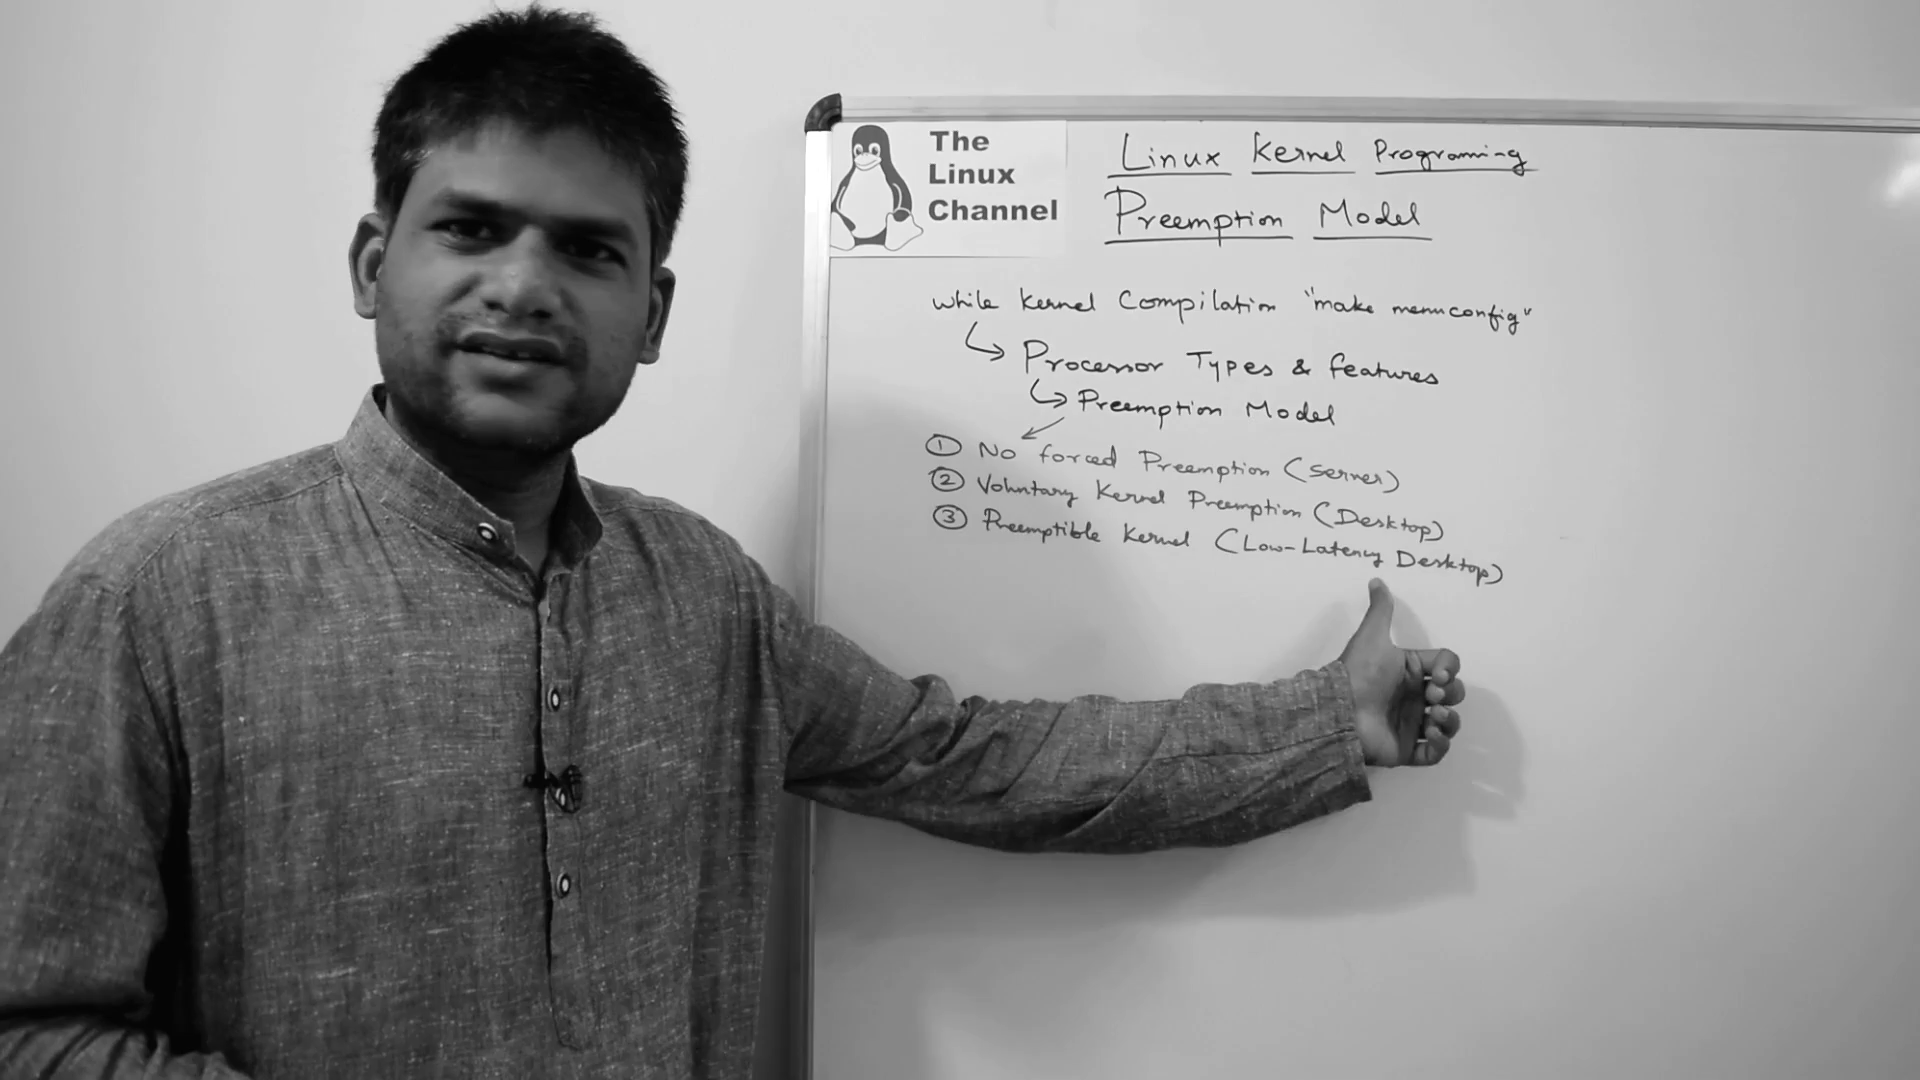 The
Linux
Channel
Linux Kernel Programing
Preemption Model
while Kernel Compilation "make menuconfig"
Processor Types & features
Preemption Model
① No forced Preemption (server)
② Voluntary Kernel Preemption (Desktop)
③ Preemptible Kernel (Low-Latency Desktop)